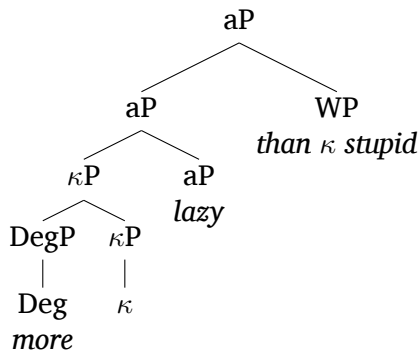 aP
aP WP
than κ stupid
κP aP
lazy
DegP κP
Deg κ
more